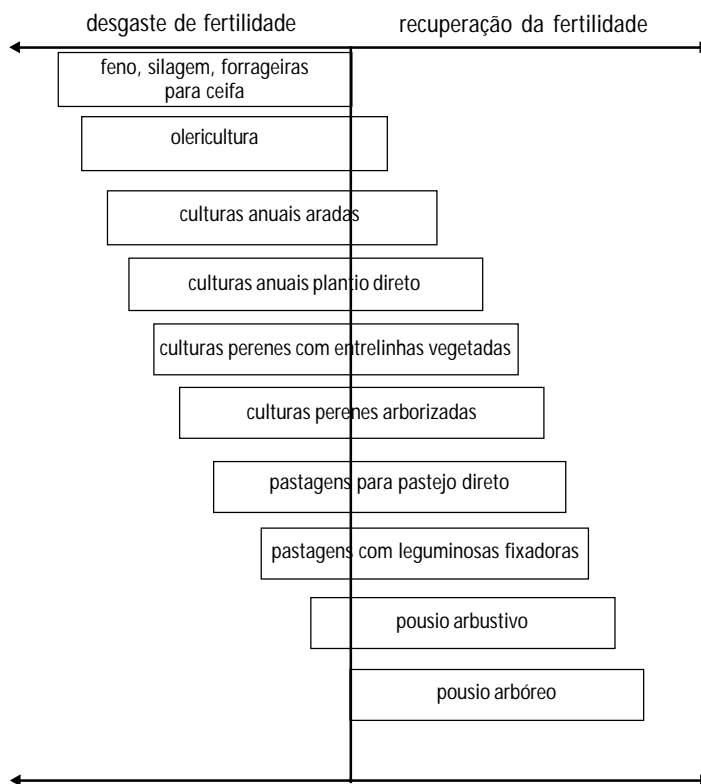 desgaste de fertilidade
recuperação da fertilidade
feno, silagem, forrageiras
para ceifa
olericultura
culturas anuais aradas
culturas anuais plantio direto
culturas perenes com entrelinhas vegetadas
culturas perenes arborizadas
pastagens para pastejo direto
pastagens com leguminosas fixadoras
pousio arbustivo
pousio arbóreo